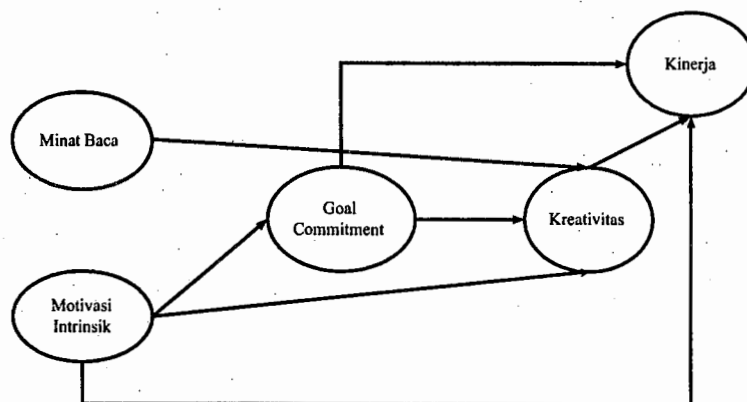 Kinerja
Minat Baca
Goal
Commitment
Kreativitas
Motivasi
Intrinsik